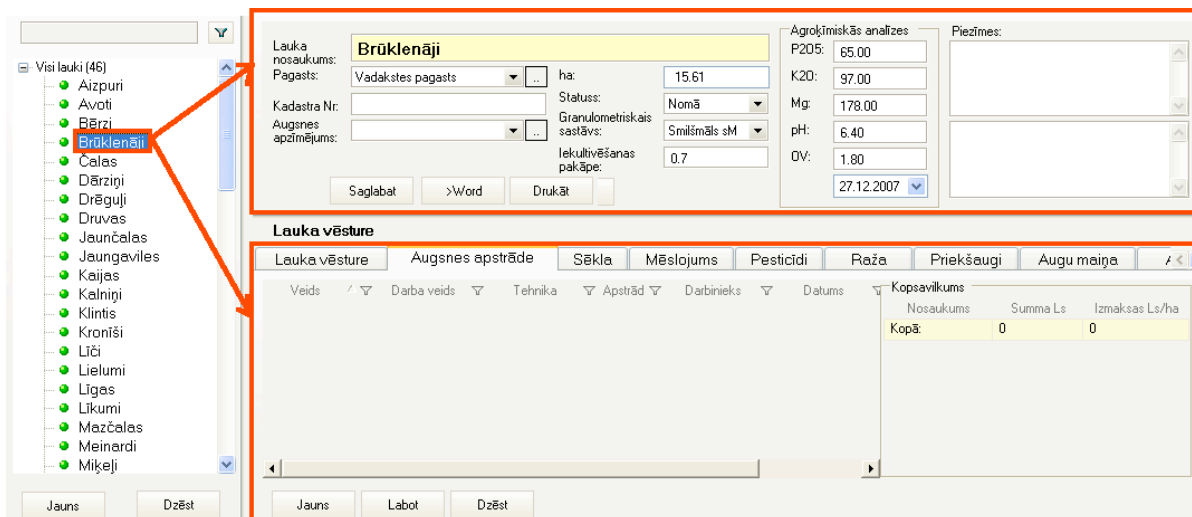 Visi lauki (46)
Aizpuri
Avoti
Bērzi
Brūklenāji
Čalas
Dārziņi
Drēguļi
Druvas
Jaunčalas
Jaungaviles
Kaijas
Kalniņi
Klintis
Kronīši
Līči
Lielumi
Līgas
Līkumi
Mazčalas
Meinardi
Miķeļi
Jauns Dzēst
Lauka nosaukums: Brūklenāji
Pagasts: Vadakstes pagasts .. ha: 15.61
Kadastra Nr: Statuss: Nomā
Augsnes apzīmējums: .. Granulometriskais sastāvs: Smilšmāls sM
Iekultivēšanas pakāpe: 0.7
Saglabat >Word Drukāt
Agroķīmiskās analīzes
P2O5: 65.00
K2O: 97.00
Mg: 178.00
pH: 6.40
OV: 1.80
27.12.2007
Piezīmes:
Lauka vēsture
Lauka vēsture Augsnes apstrāde Sēkla Mēslojums Pesticīdi Raža Priekšaugi Augu maiņa
Veids Darba veids Tehnika Apstrād Darbinieks Datums
Kopsavilkums
Nosaukums Summa Ls Izmaksas Ls/ha
Kopā: 0 0
Jauns Labot Dzēst